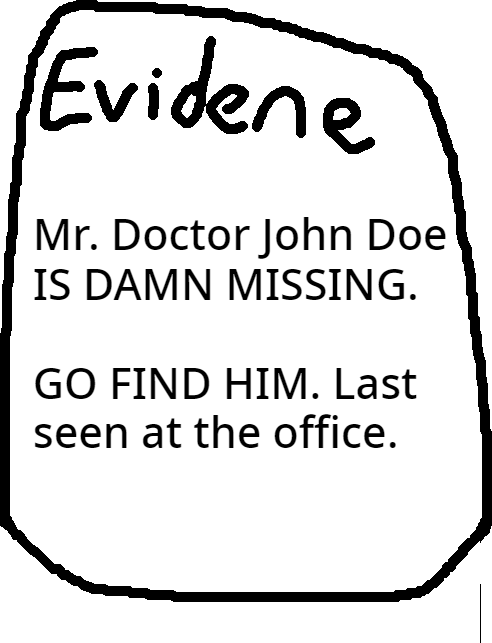 Evidene
Mr. Doctor John Doe
IS DAMN MISSING.
GO FIND HIM. Last
seen at the office.